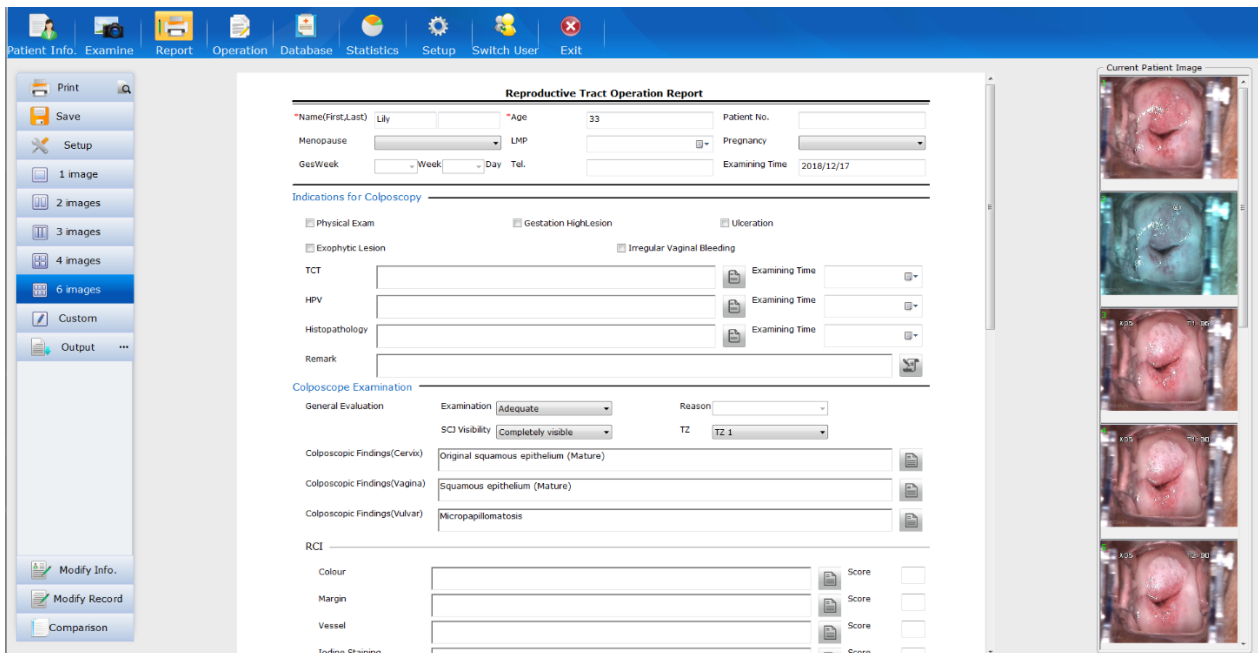 Patient Info. Examine Report Operation Database Statistics Setup Switch User Exit
Print
Save
Setup
1 image
2 images
3 images
4 images
6 images
Custom
Output ...
Modify Info.
Modify Record
Comparison
Reproductive Tract Operation Report
*Name(First,Last) Lily *Age 33 Patient No.
Menopause LMP Pregnancy
GesWeek Week Day Tel. Examining Time 2018/12/17
Indications for Colposcopy
Physical Exam Gestation HighLesion Ulceration
Exophytic Lesion Irregular Vaginal Bleeding
TCT Examining Time
HPV Examining Time
Histopathology Examining Time
Remark
Colposcope Examination
General Evaluation Examination Adequate Reason
SCJ Visibility Completely visible TZ TZ 1
Colposcopic Findings(Cervix) Original squamous epithelium (Mature)
Colposcopic Findings(Vagina) Squamous epithelium (Mature)
Colposcopic Findings(Vulvar) Micropapillomatosis
RCI
Colour Score
Margin Score
Vessel Score
Iodine Staining Score
Current Patient Image